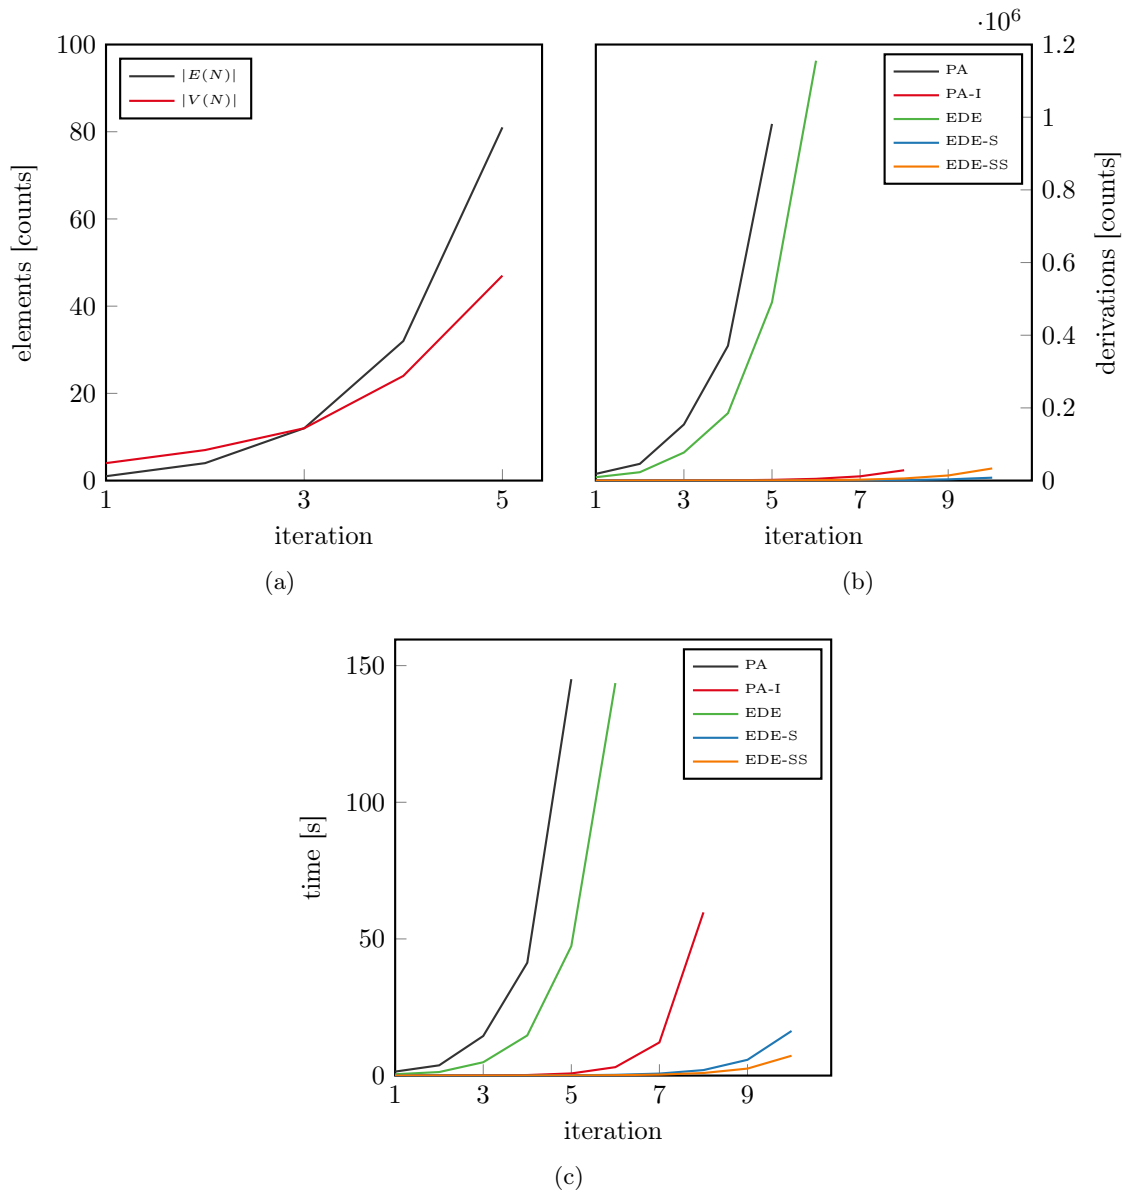 100
80
60
40
20
0
elements [counts]
|E(N)|
|V(N)|
1 3 5
iteration
(a)
·10⁶
1.2
1
0.8
0.6
0.4
0.2
0
derivations [counts]
PA
PA-I
EDE
EDE-S
EDE-SS
1 3 5 7 9
iteration
(b)
150
100
50
0
time [s]
PA
PA-I
EDE
EDE-S
EDE-SS
1 3 5 7 9
iteration
(c)